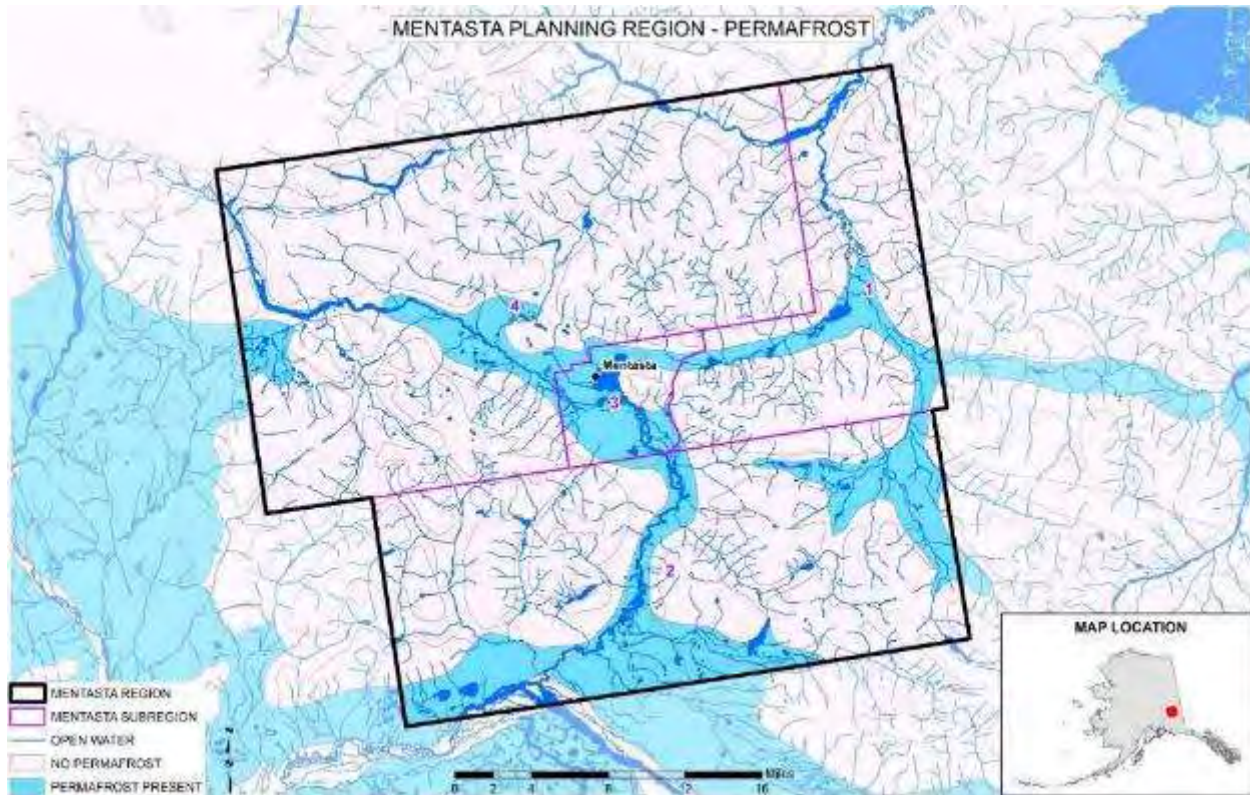 MENTASTA PLANNING REGION - PERMAFROST
1
4
Mentasta
3
2
MAP LOCATION
MENTASTA REGION
MENTASTA SUBREGION
OPEN WATER
NO PERMAFROST
PERMAFROST PRESENT
Miles
0 2 4 8 12 16